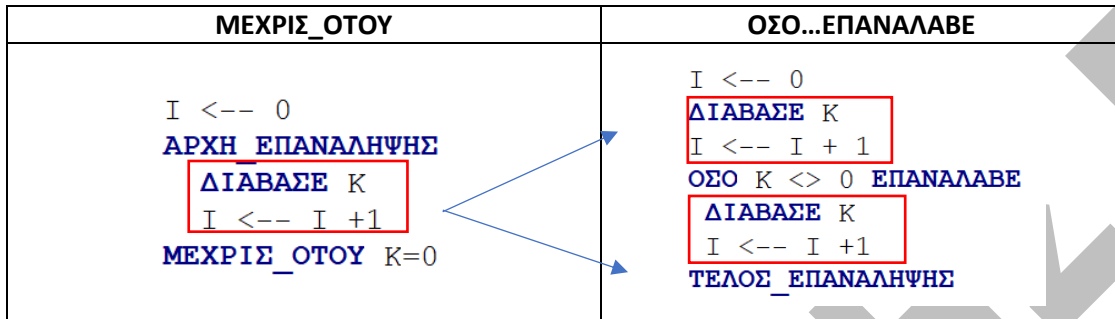 ΜΕΧΡΙΣ_ΟΤΟΥ
I <-- 0
ΑΡΧΗ_ΕΠΑΝΑΛΗΨΗΣ
ΔΙΑΒΑΣΕ K
I <-- I +1
ΜΕΧΡΙΣ_ΟΤΟΥ K=0
ΟΣΟ...ΕΠΑΝΑΛΑΒΕ
I <-- 0
ΔΙΑΒΑΣΕ K
I <-- I + 1
ΟΣΟ K <> 0 ΕΠΑΝΑΛΑΒΕ
ΔΙΑΒΑΣΕ K
I <-- I +1
ΤΕΛΟΣ_ΕΠΑΝΑΛΗΨΗΣ